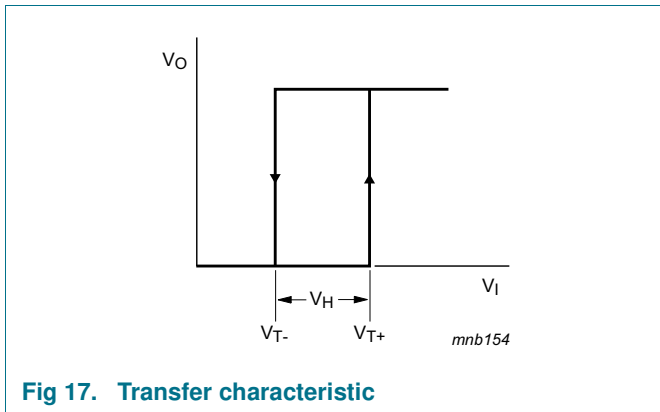 VO
VI
VH
VT-
VT+
mnb154
Fig 17. Transfer characteristic